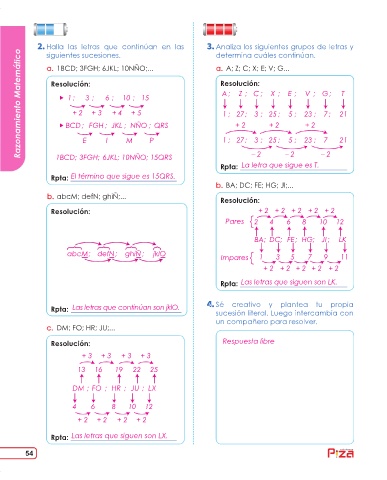 Razonamiento Matemático
2. Halla las letras que continúan en las
siguientes sucesiones.
a. 1BCD; 3FGH; 6JKL; 10NÑO;...
Resolución:
1 ; 3 ; 6 ; 10 ; 15
+ 2 + 3 + 4 + 5
BCD ; FGH ; JKL ; NÑO ; QRS
E I M P
1BCD; 3FGH; 6JKL; 10NÑO; 15QRS
Rpta: El término que sigue es 15QRS.
b. abcM; defN; ghiÑ;...
Resolución:
abcM; defN; ghiÑ; jklO
Rpta: Las letras que continúan son jklO.
c. DM; FO; HR; JU;...
Resolución:
+ 3 + 3 + 3 + 3
13 16 19 22 25
DM ; FO ; HR ; JU ; LX
4 6 8 10 12
+ 2 + 2 + 2 + 2
Rpta: Las letras que siguen son LX.
3. Analiza los siguientes grupos de letras y
determina cuáles continúan.
a. A; Z; C; X; E; V; G...
Resolución:
A ; Z ; C ; X ; E ; V ; G ; T
1 ; 27 ; 3 ; 25 ; 5 ; 23 ; 7 ; 21
+ 2 + 2 + 2
1 ; 27 ; 3 ; 25 ; 5 ; 23 ; 7 21
– 2 – 2 – 2
Rpta: La letra que sigue es T.
b. BA; DC; FE; HG; JI;...
Resolución:
+ 2 + 2 + 2 + 2 + 2
Pares { 2 4 6 8 10 12
BA; DC; FE; HG; JI; LK
Impares { 1 3 5 7 9 11
+ 2 + 2 + 2 + 2 + 2
Rpta: Las letras que siguen son LK.
4. Sé creativo y plantea tu propia
sucesión literal. Luego intercambia con
un compañero para resolver.
Respuesta libre
54